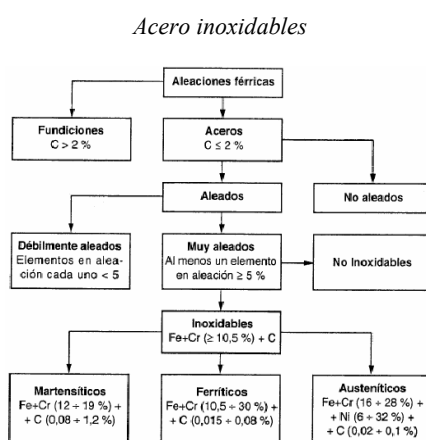 Acero inoxidables
Aleaciones férricas
Fundiciones
C > 2 %
Aceros
C ≤ 2 %
Aleados
No aleados
Débilmente aleados
Elementos en alea-
ción cada uno < 5
Muy aleados
Al menos un elemento
en aleación ≥ 5 %
No Inoxidables
Inoxidables
Fe+Cr (≥ 10,5 %) + C
Martensíticos
Fe+Cr (12 ÷ 19 %) +
+ C (0,08 ÷ 1,2 %)
Ferríticos
Fe+Cr (10,5 ÷ 30 %) +
+ C (0,015 ÷ 0,08 %)
Austeníticos
Fe+Cr (16 ÷ 28 %) +
+ Ni (6 ÷ 32 %) +
+ C (0,02 ÷ 0,1 %)